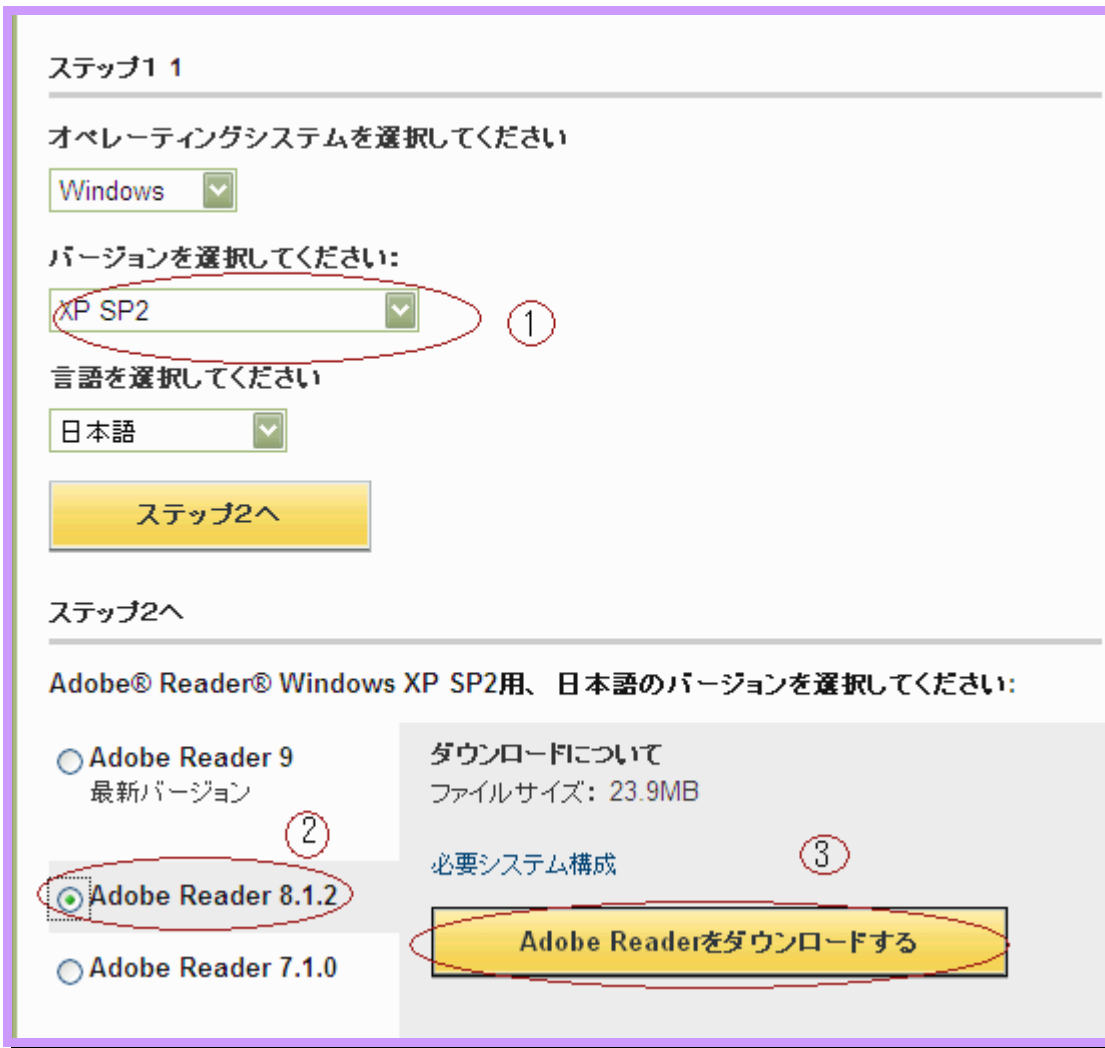 ステップ1 1
オペレーティングシステムを選択してください
Windows
バージョンを選択してください:
XP SP2
①
言語を選択してください
日本語
ステップ2へ
ステップ2へ
Adobe® Reader® Windows XP SP2用、日本語のバージョンを選択してください:
Adobe Reader 9
最新バージョン
②
Adobe Reader 8.1.2
Adobe Reader 7.1.0
ダウンロードについて
ファイルサイズ: 23.9MB
必要システム構成
③
Adobe Readerをダウンロードする